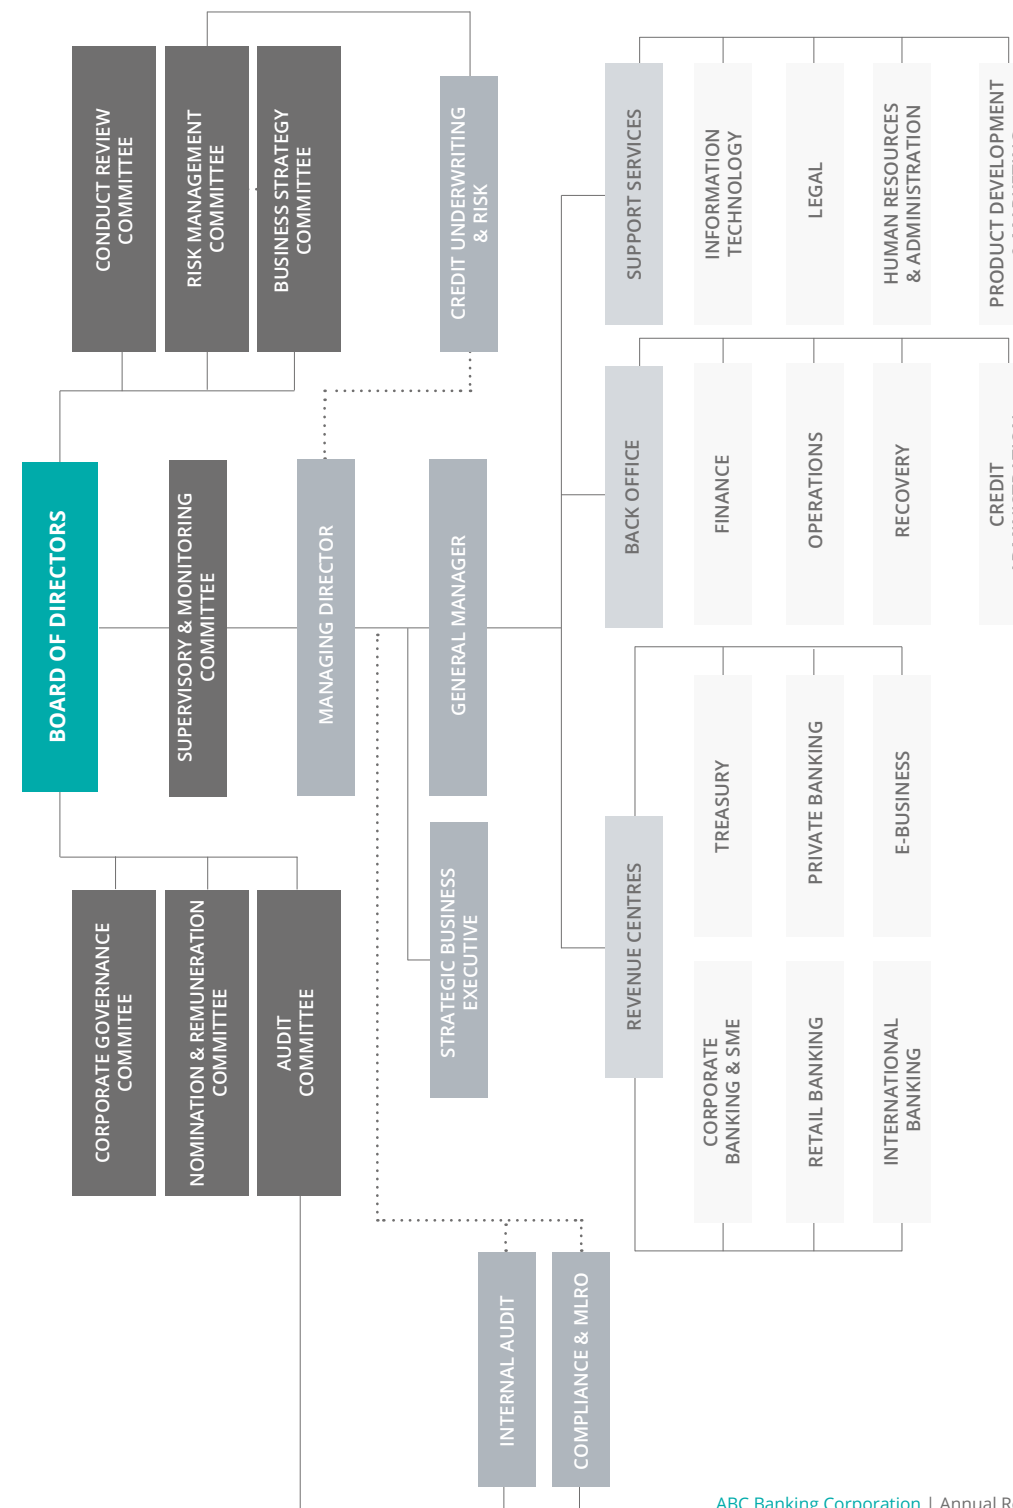 BOARD OF DIRECTORS
CONDUCT REVIEW
COMMITTEE
RISK MANAGEMENT
COMMITTEE
BUSINESS STRATEGY
COMMITTEE
CORPORATE GOVERNANCE
COMMITEE
NOMINATION & REMUNERATION
COMMITTEE
AUDIT
COMMITTEE
SUPERVISORY & MONITORING
COMMITTEE
MANAGING DIRECTOR
GENERAL MANAGER
CREDIT UNDERWRITING
& RISK
STRATEGIC BUSINESS
EXECUTIVE
INTERNAL AUDIT
COMPLIANCE & MLRO
REVENUE CENTRES
CORPORATE
BANKING & SME
RETAIL BANKING
INTERNATIONAL
BANKING
TREASURY
PRIVATE BANKING
E-BUSINESS
BACK OFFICE
FINANCE
OPERATIONS
RECOVERY
CREDIT
SUPPORT SERVICES
INFORMATION
TECHNOLOGY
LEGAL
HUMAN RESOURCES
& ADMINISTRATION
PRODUCT DEVELOPMENT
ABC Banking Corporation | Annual